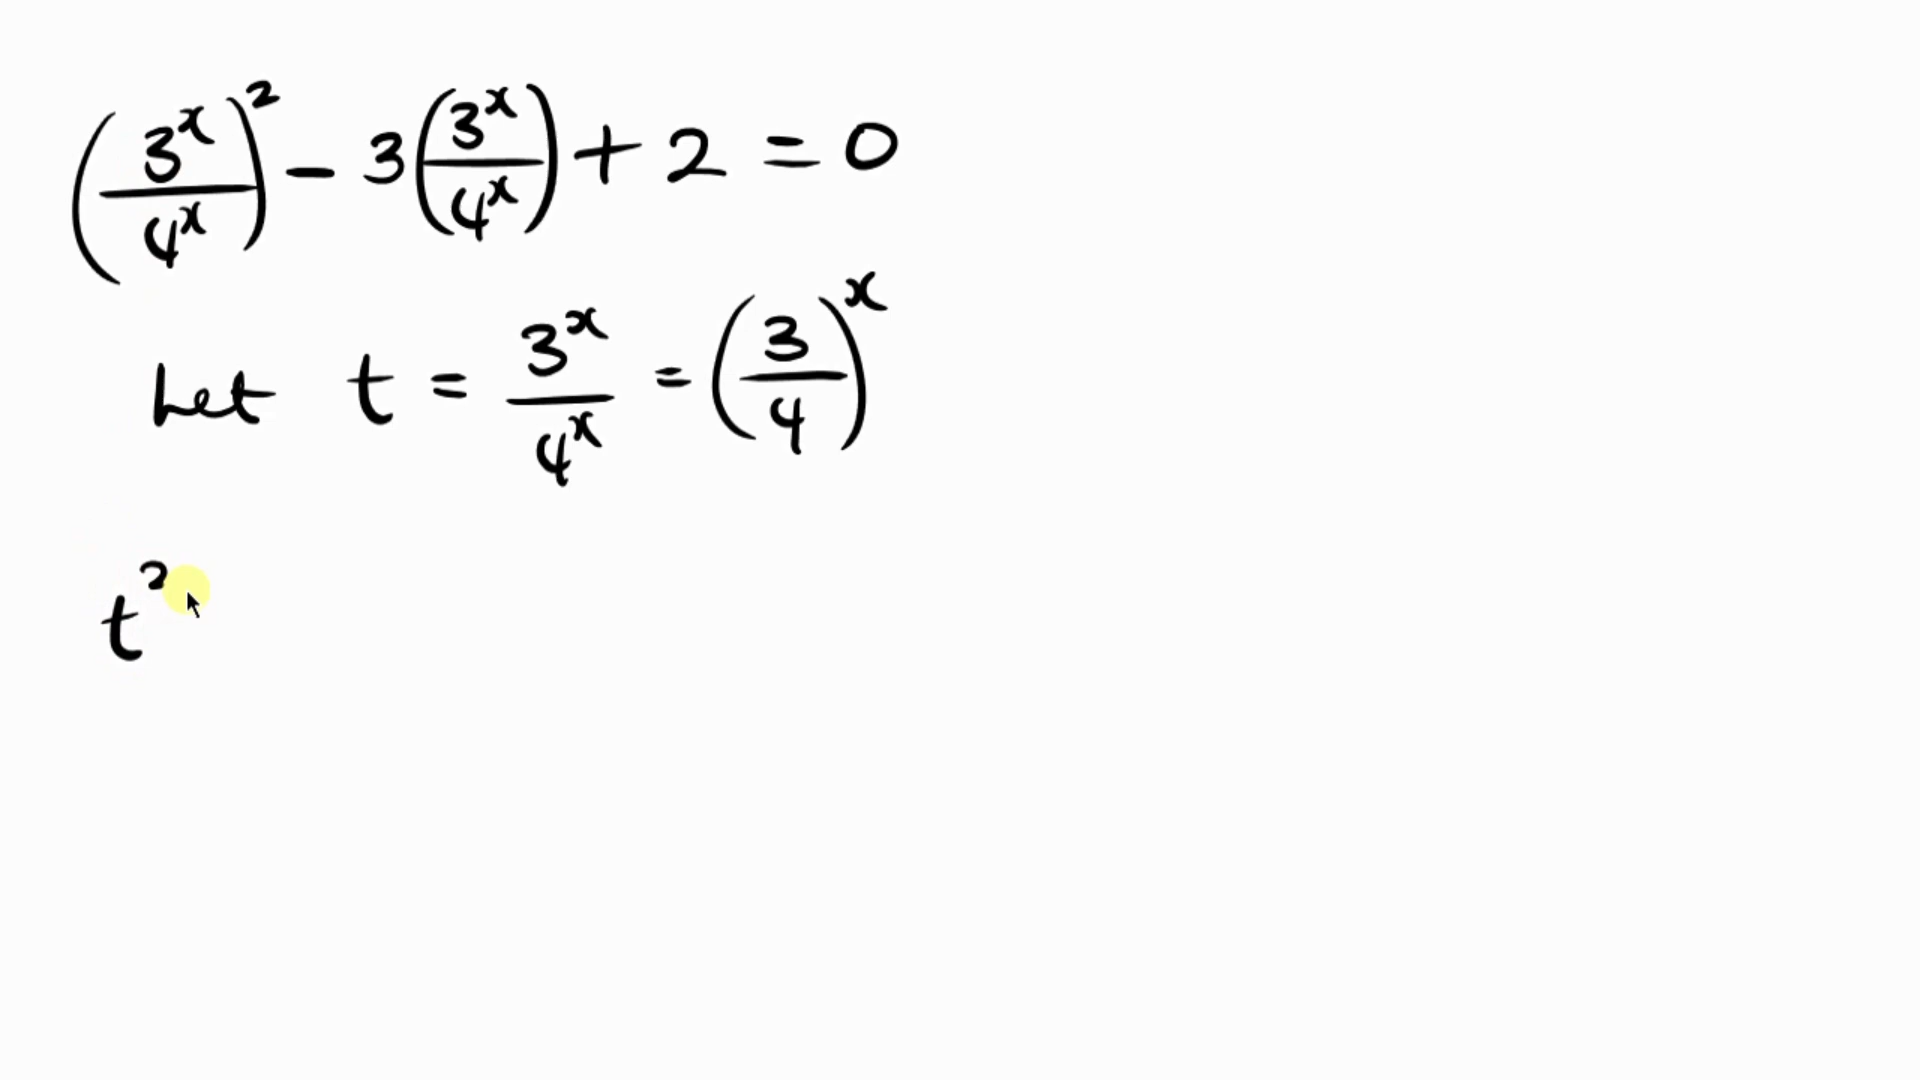 (3^x/4^x)^2 - 3(3^x/4^x) + 2 = 0
Let t = 3^x/4^x = (3/4)^x
t^2